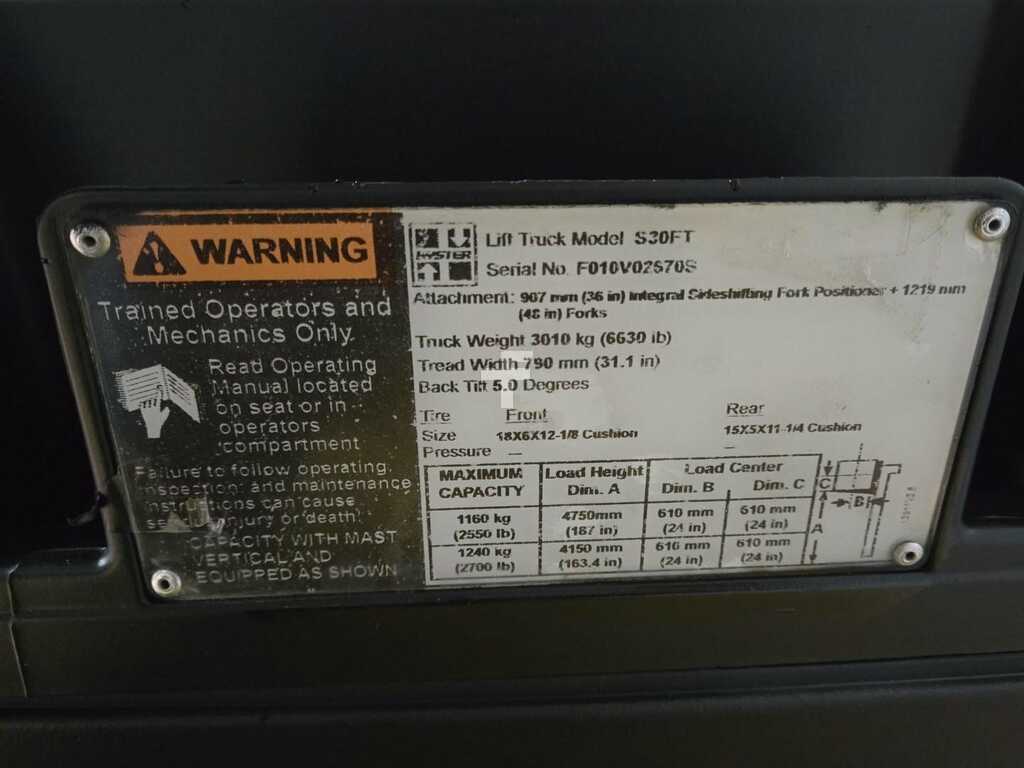 WARNING
Trained Operators and
Mechanics Only.
Read Operating
Manual located
on seat or in
operators
compartment
Failure to follow operating,
inspection and maintenance
instructions can cause
injury or death!
CAPACITY WITH MAST
VERTICAL AND
EQUIPPED AS SHOWN
HYSTER
Lift Truck Model S30FT
Serial No. F010V02670S
Attachment: 907 mm (36 in) Integral Sideshifting Fork Positioner + 1219 mm
(48 in) Forks
Truck Weight 3010 kg (6630 lb)
Tread Width 790 mm (31.1 in)
Back Tilt 5.0 Degrees
Tire Front Rear
Size 18X6X12-1/8 Cushion 15X5X11-1/4 Cushion
Pressure — —
MAXIMUM CAPACITY Load Height Dim. A Load Center Dim. B Dim. C
1160 kg (2550 lb) 4750mm (187 in) 610 mm (24 in) 610 mm (24 in)
1240 kg (2700 lb) 4150 mm (163.4 in) 610 mm (24 in) 610 mm (24 in)
C
B
A